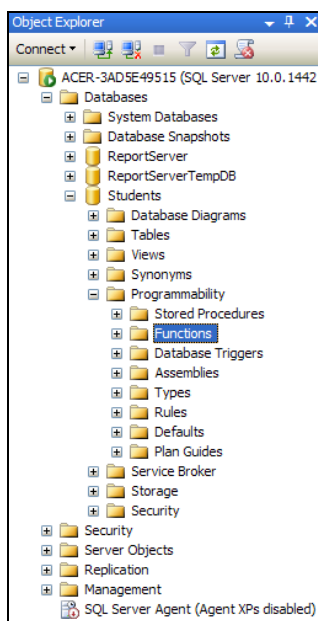 Object Explorer
Connect
ACER-3AD5E49515 (SQL Server 10.0.1442
Databases
System Databases
Database Snapshots
ReportServer
ReportServerTempDB
Students
Database Diagrams
Tables
Views
Synonyms
Programmability
Stored Procedures
Functions
Database Triggers
Assemblies
Types
Rules
Defaults
Plan Guides
Service Broker
Storage
Security
Security
Server Objects
Replication
Management
SQL Server Agent (Agent XPs disabled)